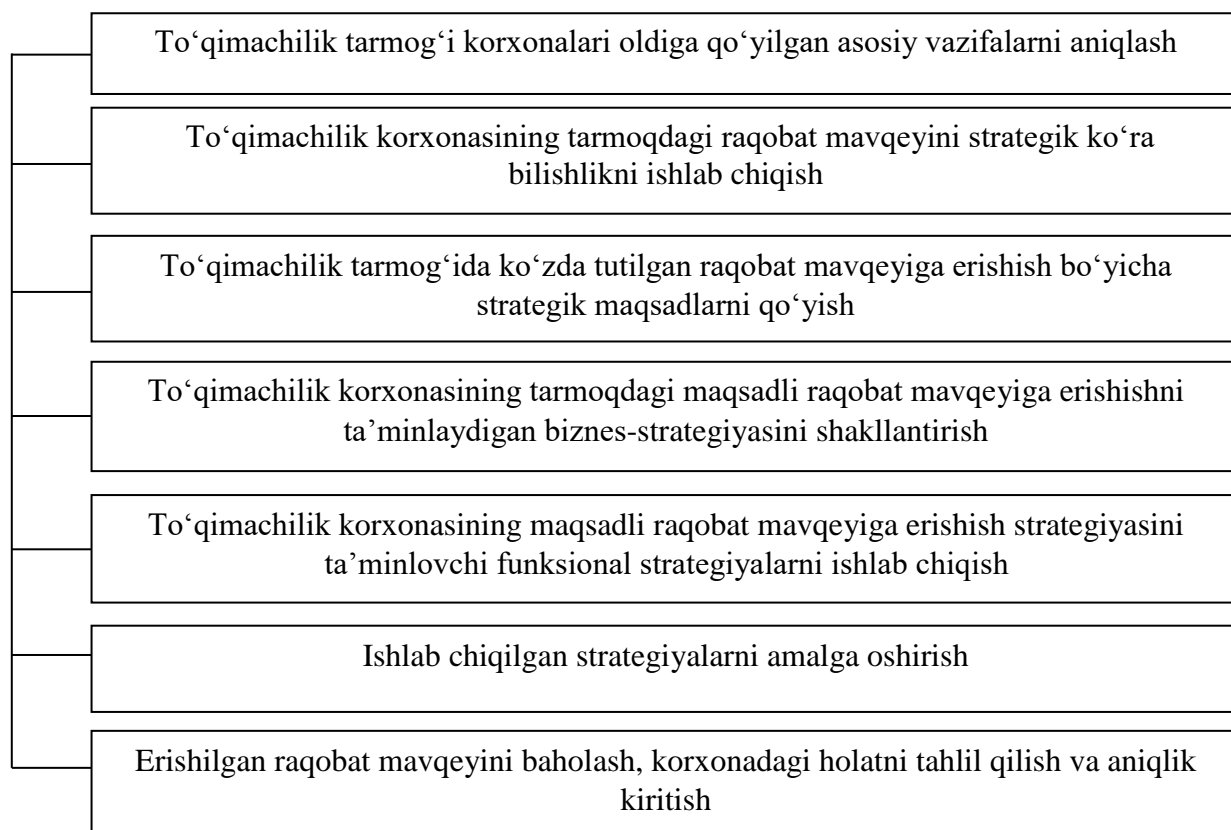 To‘qimachilik tarmog‘i korxonalari oldiga qo‘yilgan asosiy vazifalarni aniqlash
To‘qimachilik korxonasining tarmoqdagi raqobat mavqeyini strategik ko‘ra
bilishlikni ishlab chiqish
To‘qimachilik tarmog‘ida ko‘zda tutilgan raqobat mavqeyiga erishish bo‘yicha
strategik maqsadlarni qo‘yish
To‘qimachilik korxonasining tarmoqdagi maqsadli raqobat mavqeyiga erishishni
ta’minlaydigan biznes-strategiyasini shakllantirish
To‘qimachilik korxonasining maqsadli raqobat mavqeyiga erishish strategiyasini
ta’minlovchi funksional strategiyalarni ishlab chiqish
Ishlab chiqilgan strategiyalarni amalga oshirish
Erishilgan raqobat mavqeyini baholash, korxonadagi holatni tahlil qilish va aniqlik
kiritish